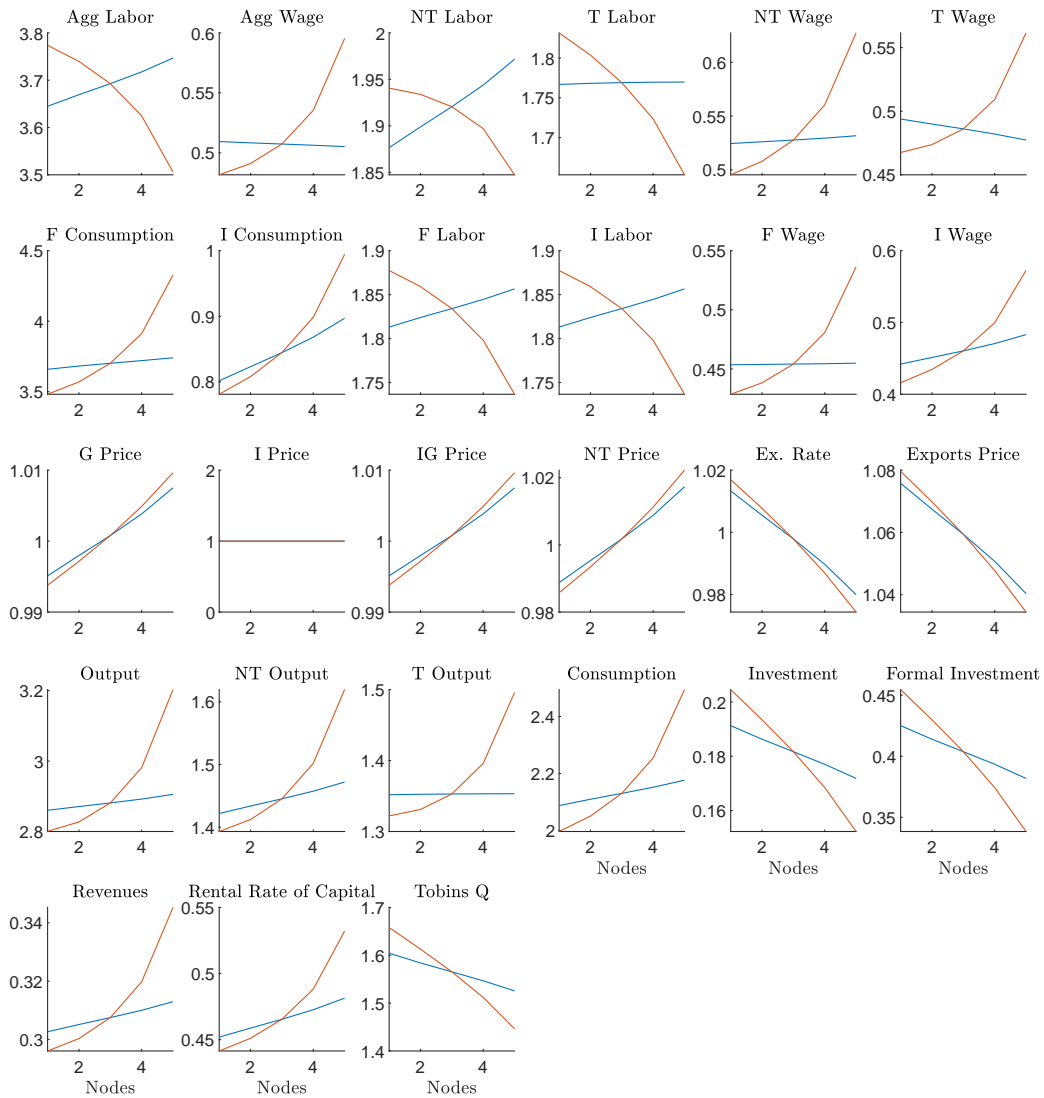 Agg Labor Agg Wage NT Labor T Labor NT Wage T Wage
3.8 0.6 2 1.8 0.6 0.55
3.7 0.55 1.95 1.75 0.55 0.5
3.6 0.5 1.9 1.7 0.5 0.45
3.5 1.85
2 4 2 4 2 4 2 4 2 4 2 4
F Consumption I Consumption F Labor I Labor F Wage I Wage
4.5 1 1.9 1.9 0.55 0.6
4 0.9 1.85 1.85 0.5 0.5
3.5 0.8 1.8 1.8 0.45 0.4
1.75 1.75
2 4 2 4 2 4 2 4 2 4 2 4
G Price I Price IG Price NT Price Ex. Rate Exports Price
1.01 2 1.01 1.02 1.02 1.08
1 1 1 1 1 1.06
0.99 0 0.99 0.98 0.98 1.04
2 4 2 4 2 4 2 4 2 4 2 4
Output NT Output T Output Consumption Investment Formal Investment
3.2 1.6 1.5 2.4 0.2 0.45
3 1.5 1.4 2.2 0.18 0.4
2.8 1.4 1.3 2 0.16 0.35
2 4 2 4 2 4 2 4 2 4 2 4
Nodes Nodes Nodes
Revenues Rental Rate of Capital Tobins Q
0.34 0.55 1.7
0.32 0.5 1.6
0.3 0.45 1.5
1.4
2 4 2 4 2 4
Nodes Nodes Nodes